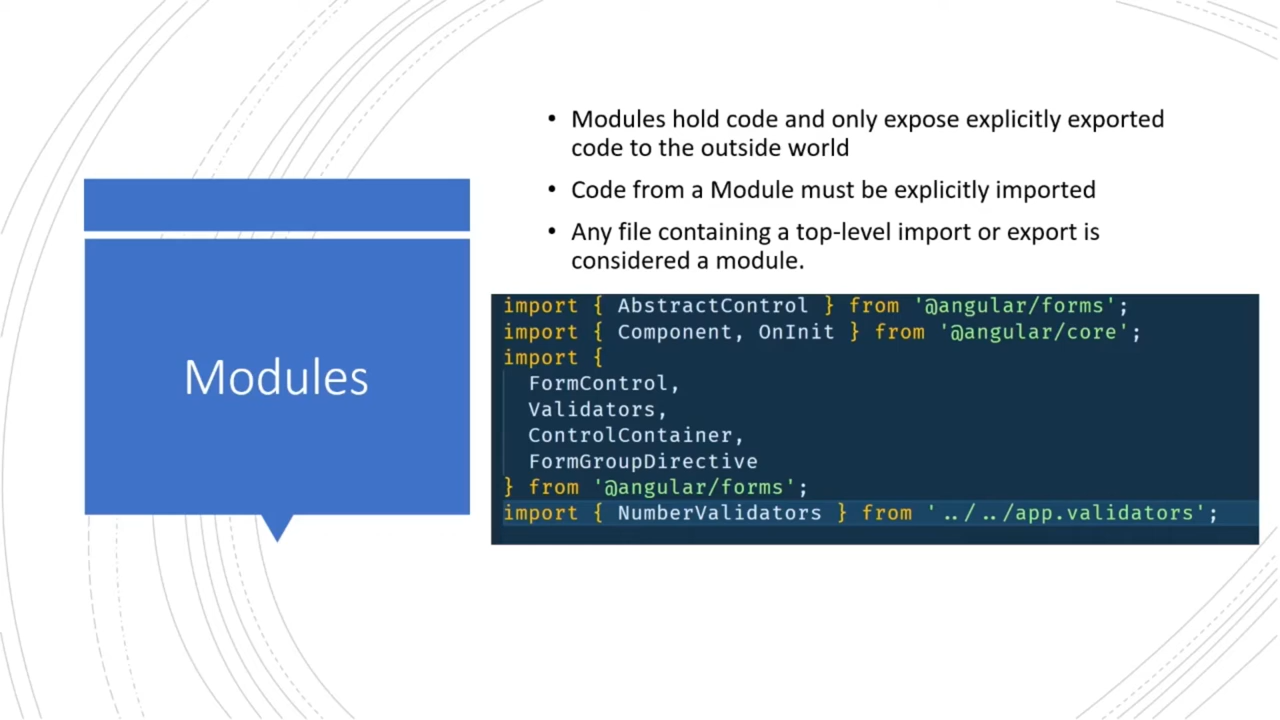 Modules
• Modules hold code and only expose explicitly exported
code to the outside world
• Code from a Module must be explicitly imported
• Any file containing a top-level import or export is
considered a module.
import { AbstractControl } from '@angular/forms';
import { Component, OnInit } from '@angular/core';
import {
  FormControl,
  Validators,
  ControlContainer,
  FormGroupDirective
} from '@angular/forms';
import { NumberValidators } from '../../app.validators';